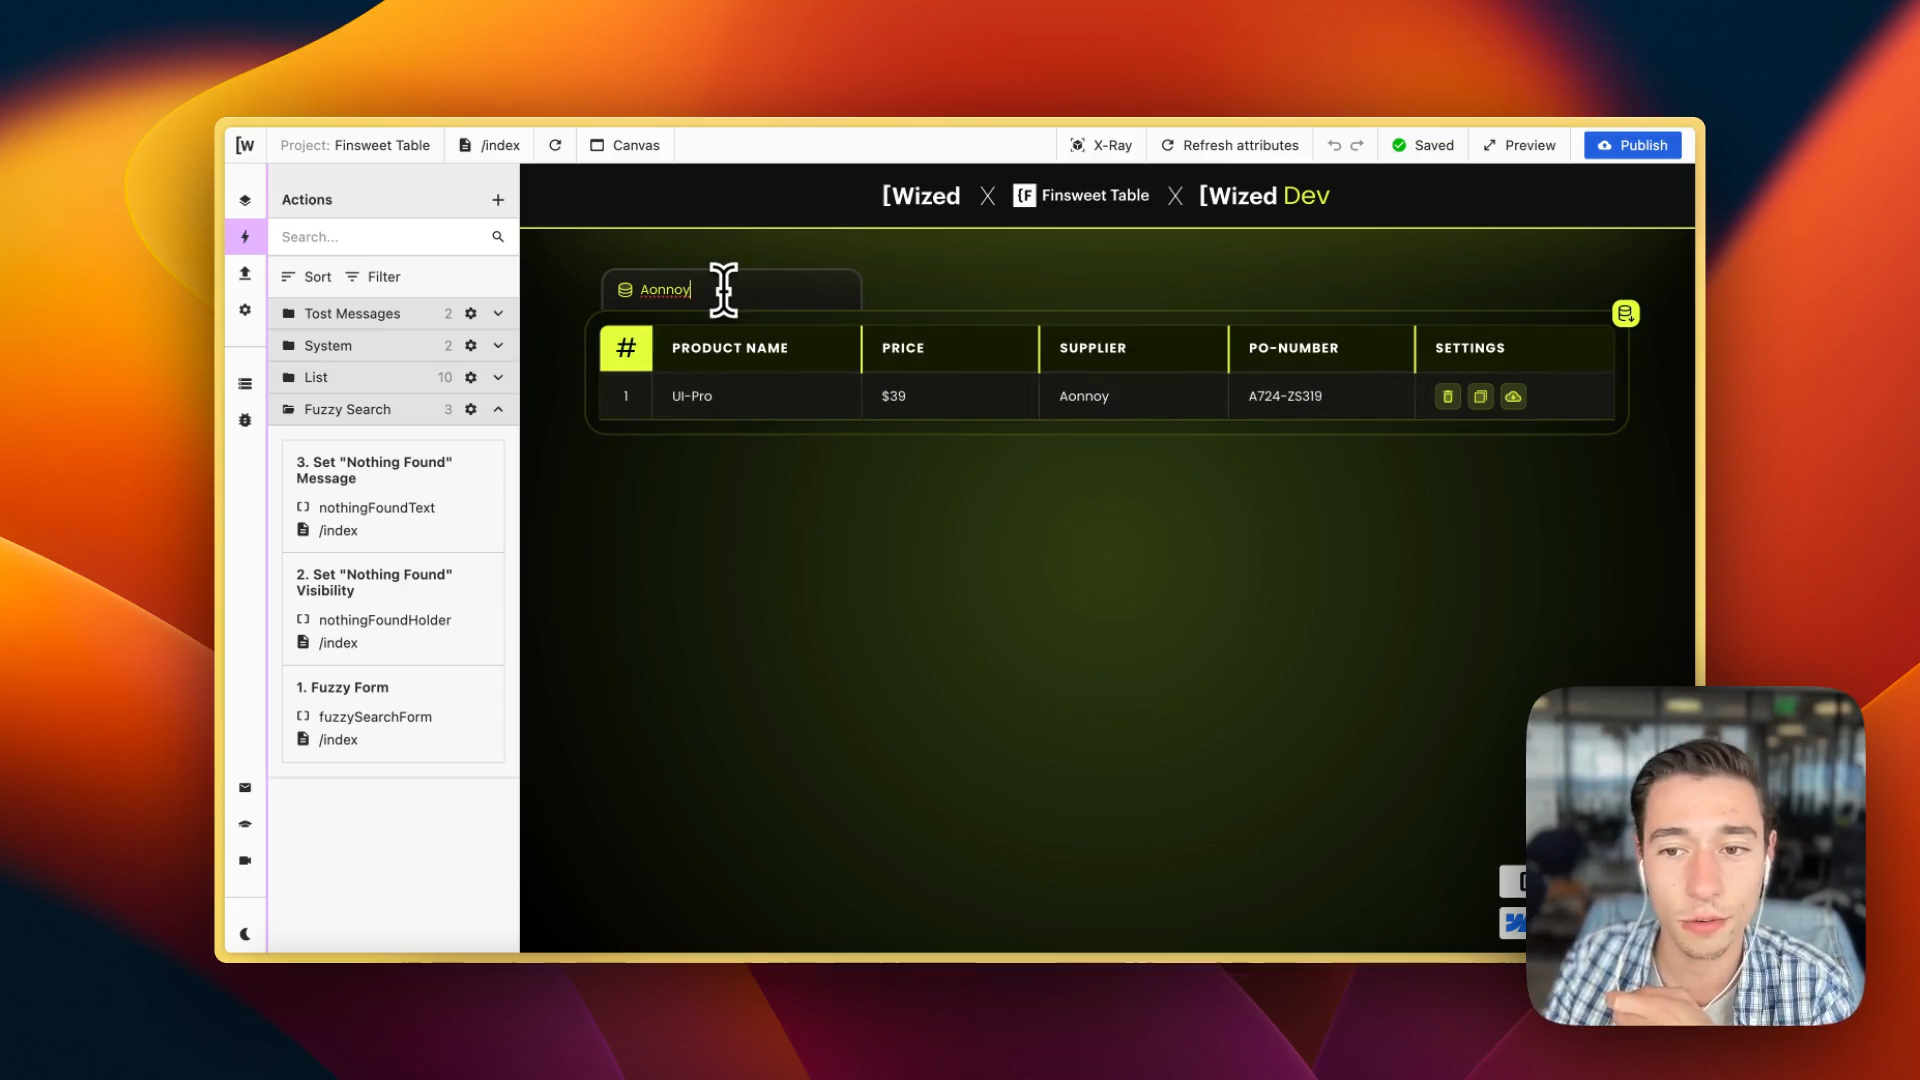 [W
Project: Finsweet Table
/index
Canvas
X-Ray
Refresh attributes
Saved
Preview
Publish
Actions
Search...
Sort
Filter
Tost Messages 2
System 2
List 10
Fuzzy Search 3
3. Set "Nothing Found"
Message
nothingFoundText
/index
2. Set "Nothing Found"
Visibility
nothingFoundHolder
/index
1. Fuzzy Form
fuzzySearchForm
/index
[Wized X {F Finsweet Table X [Wized Dev
Aonnoy
# PRODUCT NAME PRICE SUPPLIER PO-NUMBER SETTINGS
1 UI-Pro $39 Aonnoy A724-ZS319